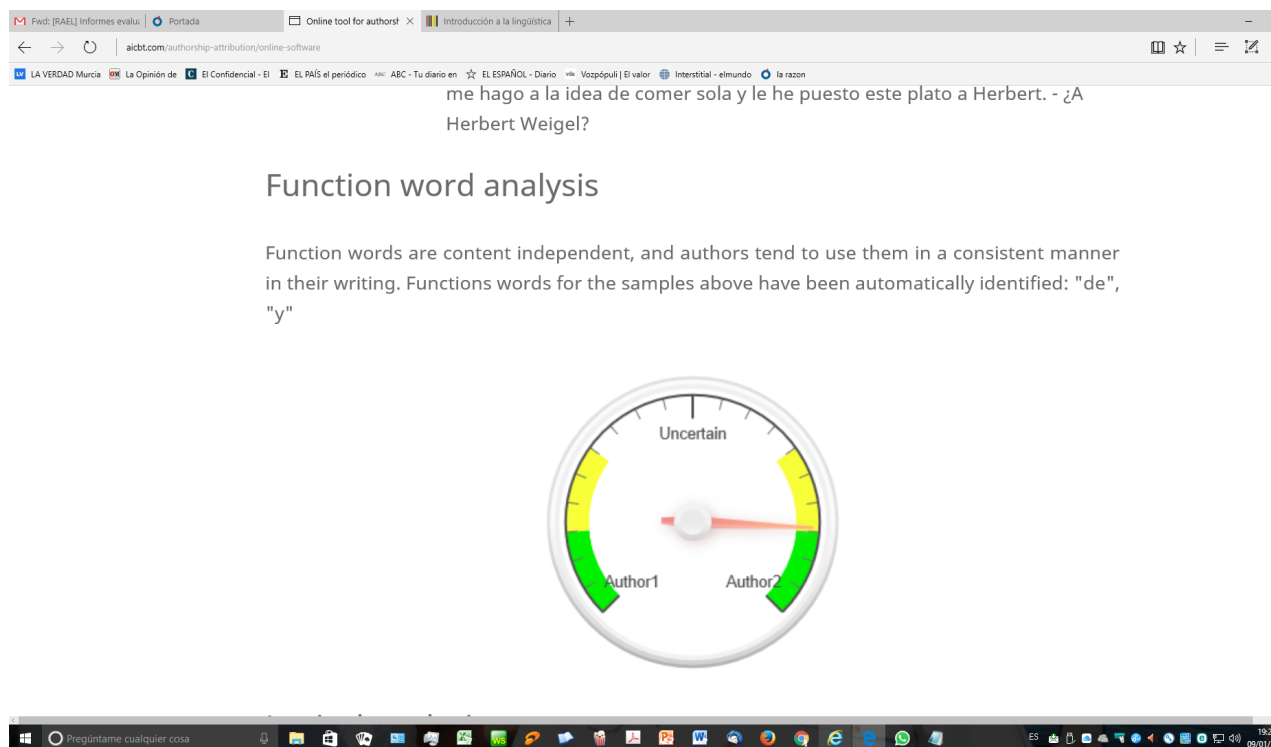 Fwd: [RAEL] Informes evalu
Portada
Online tool for authorsh
Introducción a la lingüística
aicbt.com/authorship-attribution/online-software
LA VERDAD Murcia
La Opinión de
El Confidencial - El
EL PAÍS el periódico
ABC - Tu diario en
EL ESPAÑOL - Diario
Vozpópuli | El valor
Interstitial - elmundo
la razon
me hago a la idea de comer sola y le he puesto este plato a Herbert. - ¿A
Herbert Weigel?
Function word analysis
Function words are content independent, and authors tend to use them in a consistent manner
in their writing. Functions words for the samples above have been automatically identified: "de",
"y"
Uncertain
Author1
Author2
Pregúntame cualquier cosa
ES
19:2
09/01/